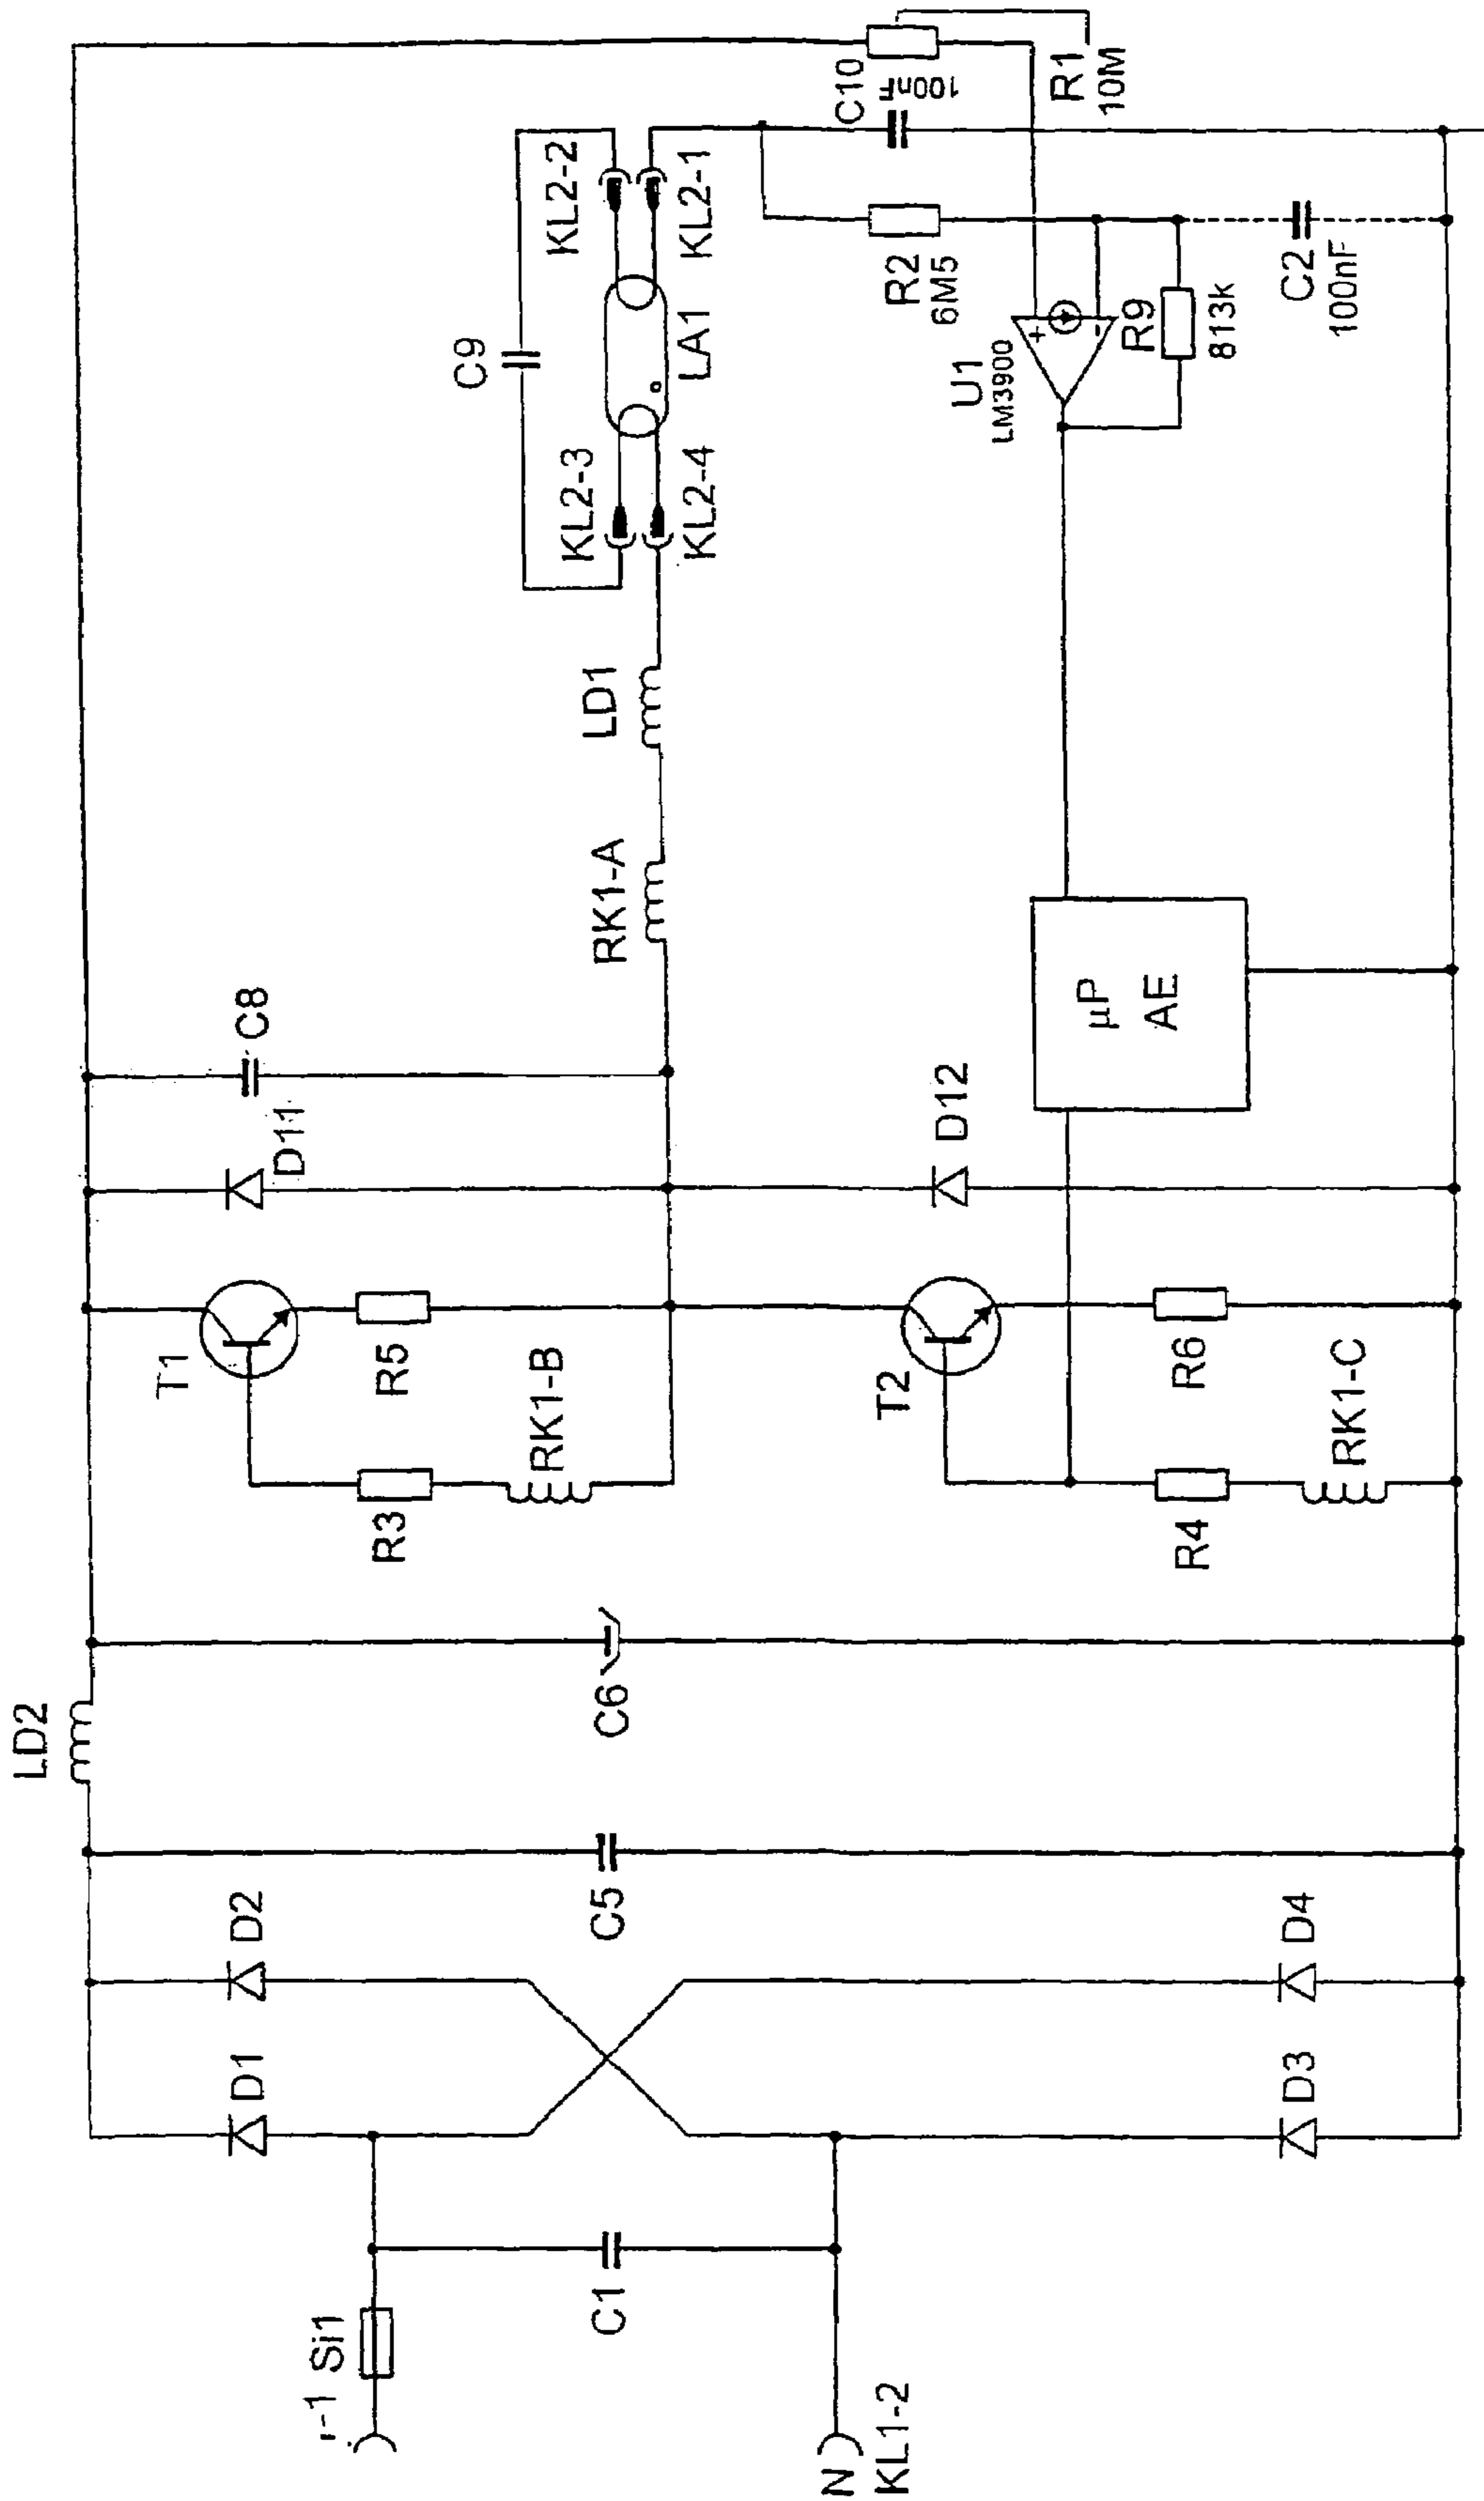 LD2
D1
D2
D11
C8
T1
R5
R3
RK1-B
C9
KL2-3
KL2-2
LA1
KL2-4
KL2-1
LD1
RK1-A
C10
100nF
R1
10M
Si1
-1
C1
C5
C6
N
KL1-2
T2
D12
R2
6M5
U1
LM3900
+
-
R9
813k
µP
AE
R6
R4
RK1-C
D3
D4
C2
100nF